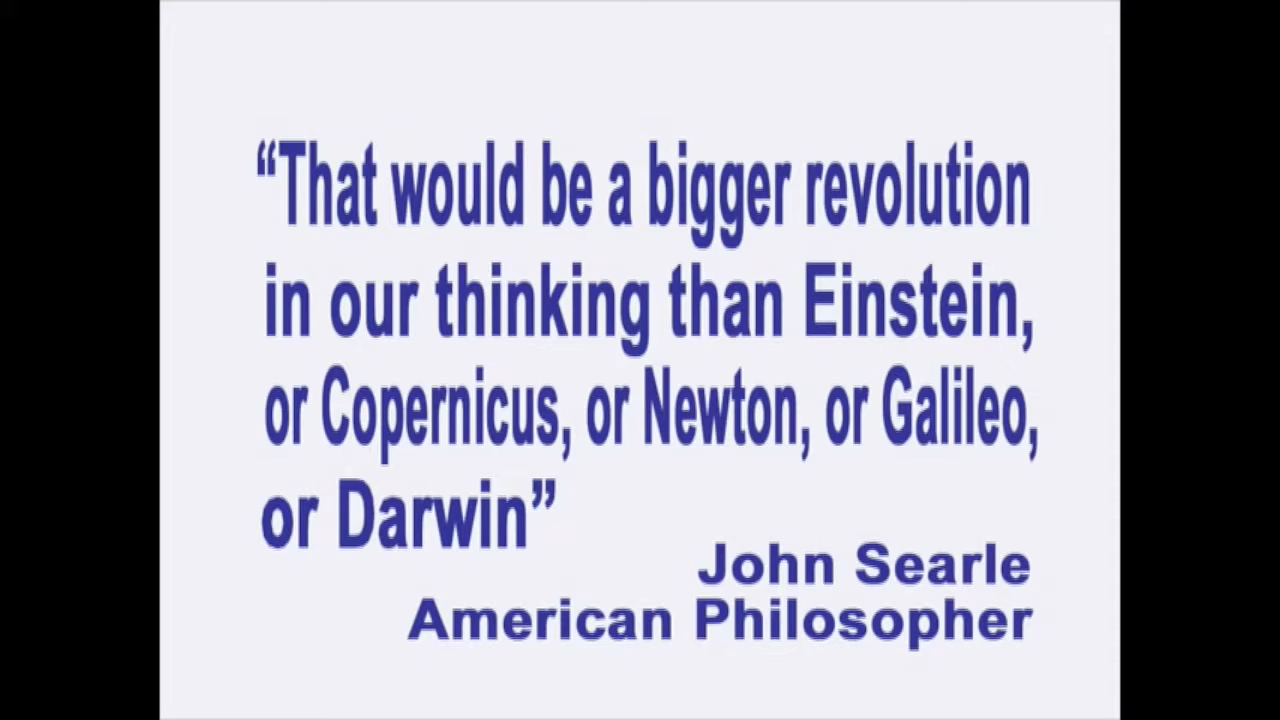 “That would be a bigger revolution
in our thinking than Einstein,
or Copernicus, or Newton, or Galileo,
or Darwin”
John Searle
American Philosopher